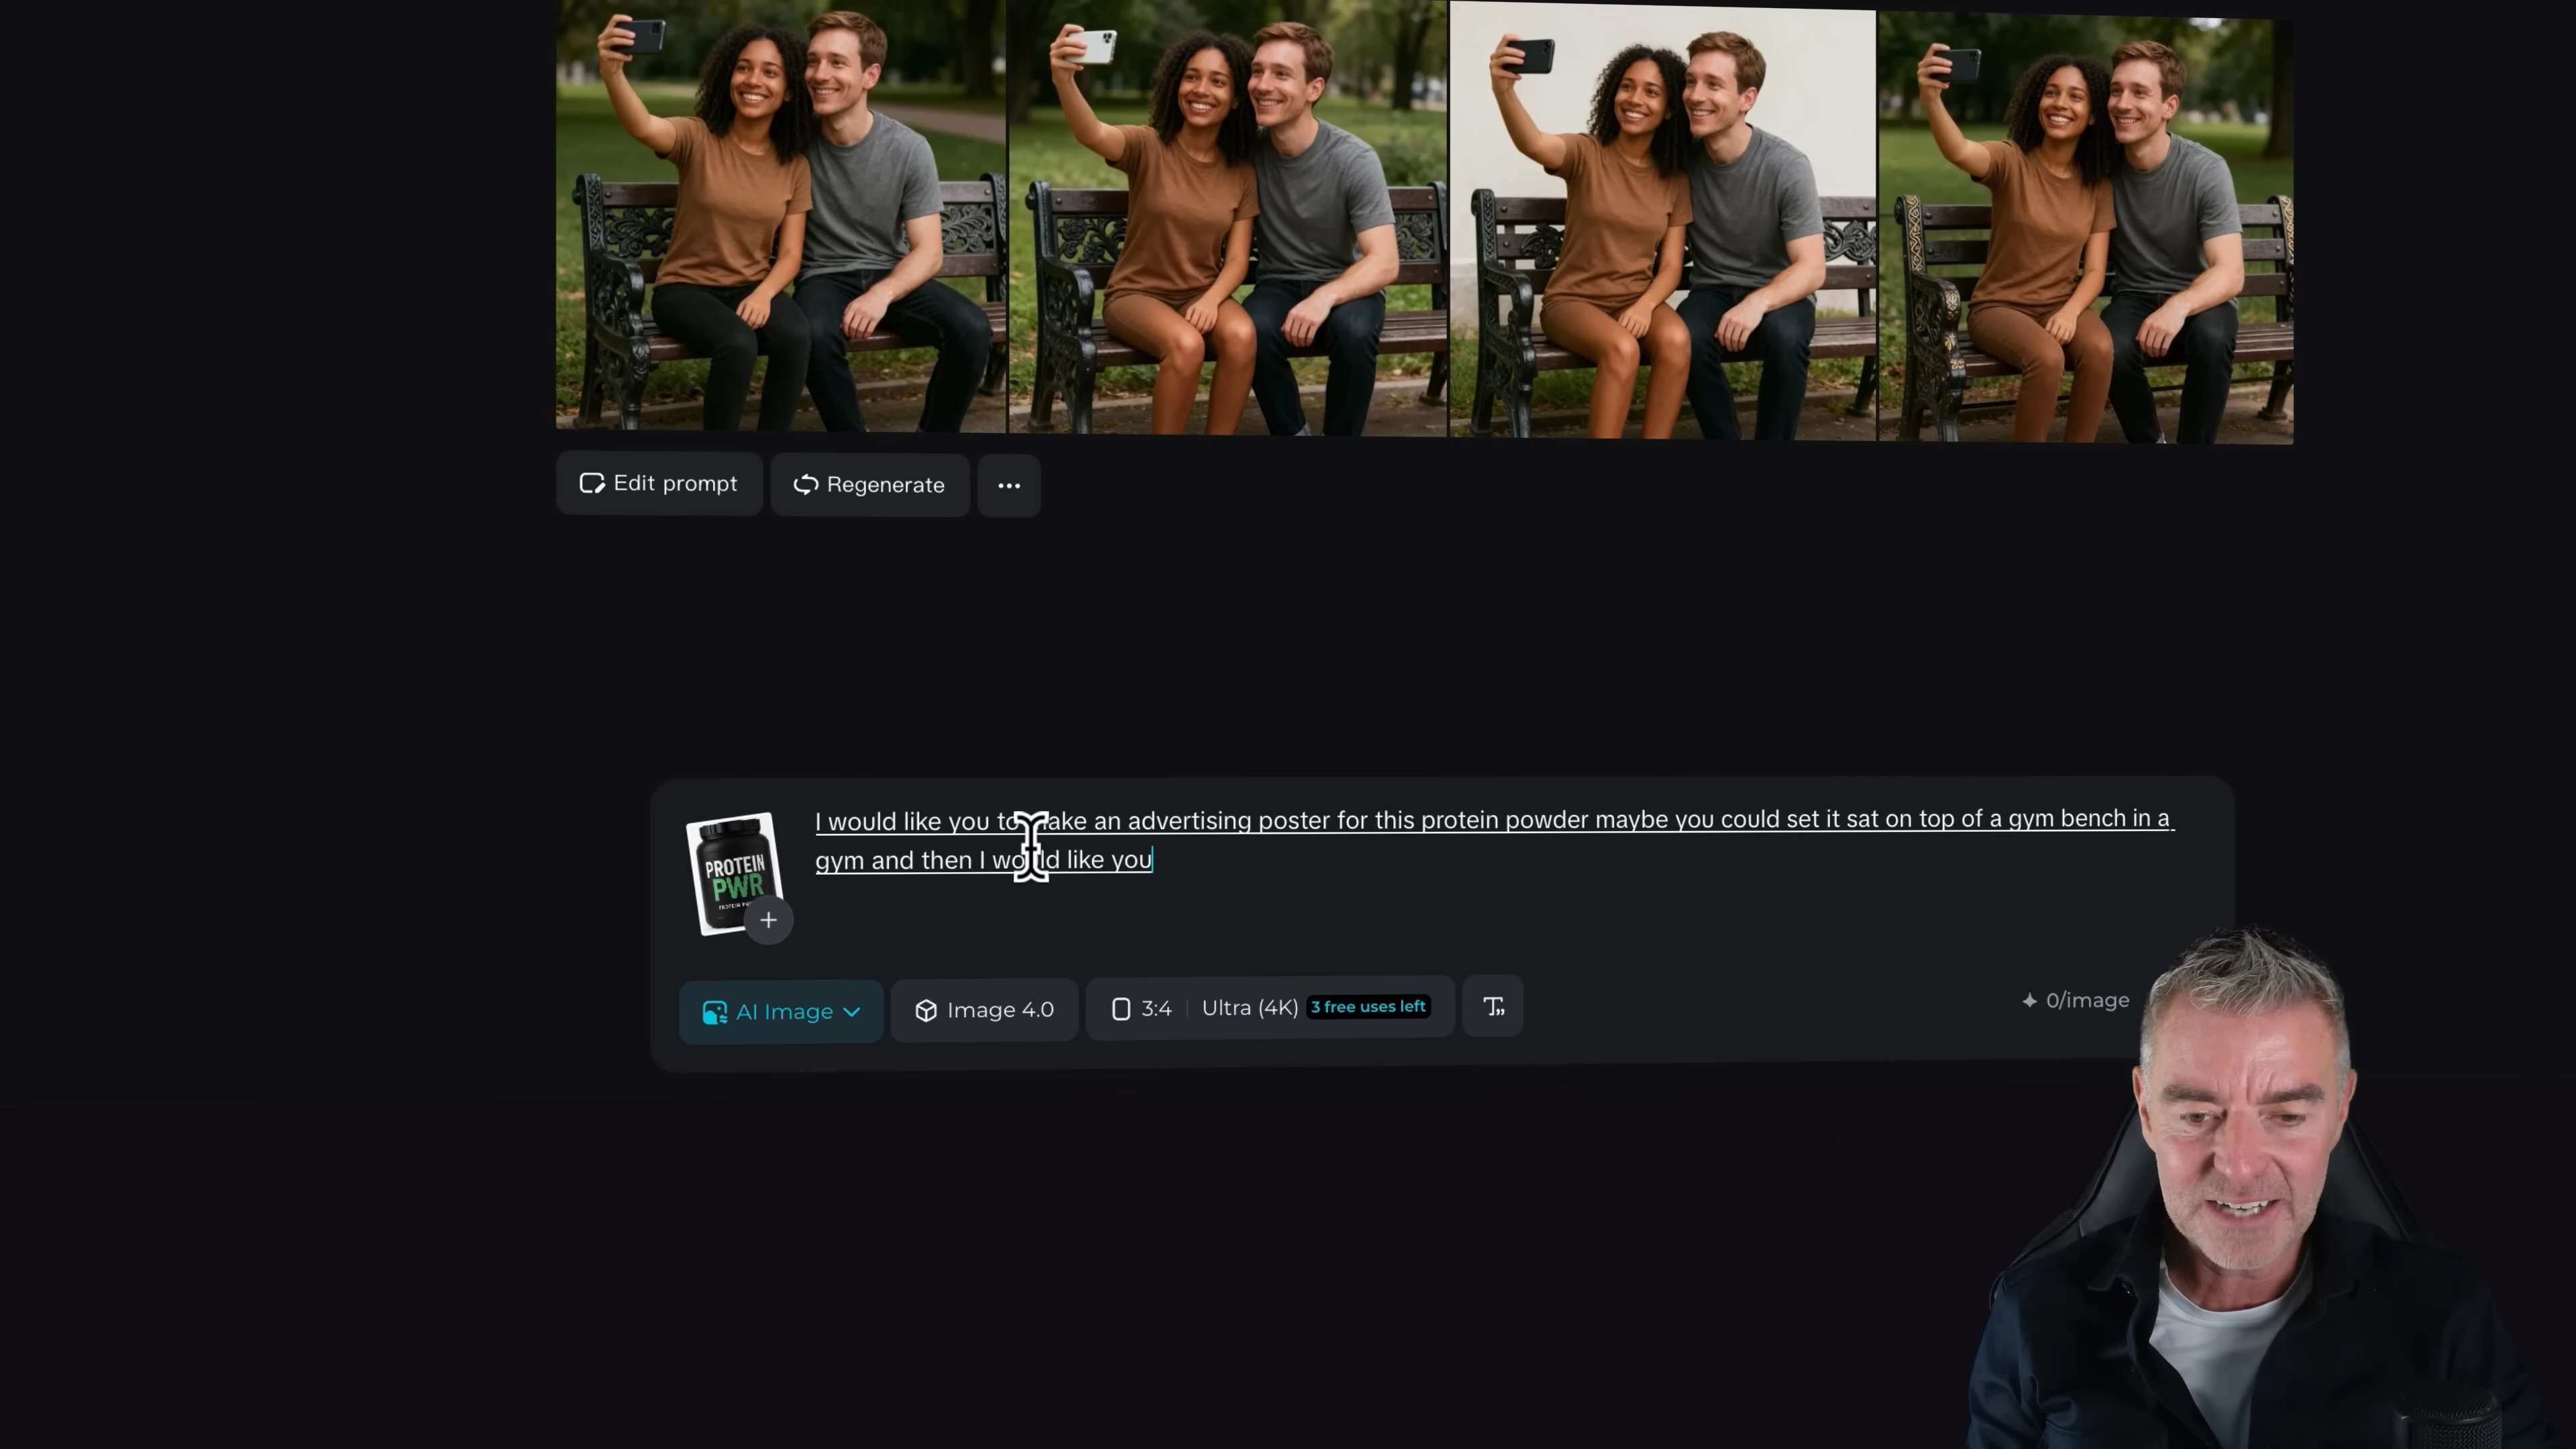 Edit prompt
Regenerate
I would like you to make an advertising poster for this protein powder maybe you could set it sat on top of a gym bench in a
gym and then I would like you
PROTEIN
PWR
AI Image
Image 4.0
3:4
Ultra (4K)
3 free uses left
0/image